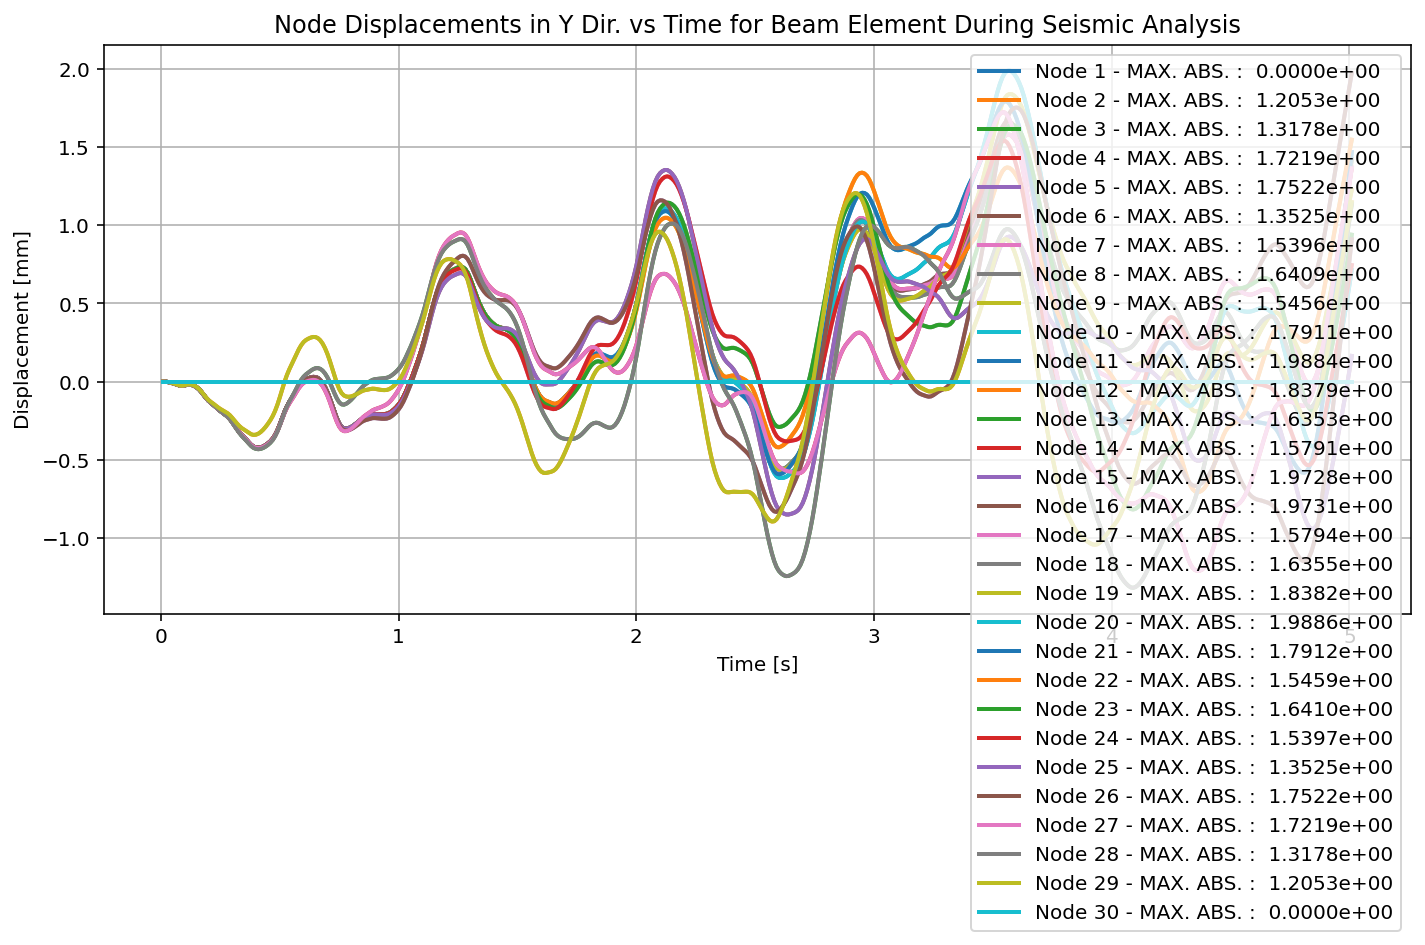 Node Displacements in Y Dir. vs Time for Beam Element During Seismic Analysis
Displacement [mm]
2.0
1.5
1.0
0.5
0.0
−0.5
−1.0
0
1
2
3
4
5
Time [s]
Node 1 - MAX. ABS. :  0.0000e+00
Node 2 - MAX. ABS. :  1.2053e+00
Node 3 - MAX. ABS. :  1.3178e+00
Node 4 - MAX. ABS. :  1.7219e+00
Node 5 - MAX. ABS. :  1.7522e+00
Node 6 - MAX. ABS. :  1.3525e+00
Node 7 - MAX. ABS. :  1.5396e+00
Node 8 - MAX. ABS. :  1.6409e+00
Node 9 - MAX. ABS. :  1.5456e+00
Node 10 - MAX. ABS. :  1.7911e+00
Node 11 - MAX. ABS. :  1.9884e+00
Node 12 - MAX. ABS. :  1.8379e+00
Node 13 - MAX. ABS. :  1.6353e+00
Node 14 - MAX. ABS. :  1.5791e+00
Node 15 - MAX. ABS. :  1.9728e+00
Node 16 - MAX. ABS. :  1.9731e+00
Node 17 - MAX. ABS. :  1.5794e+00
Node 18 - MAX. ABS. :  1.6355e+00
Node 19 - MAX. ABS. :  1.8382e+00
Node 20 - MAX. ABS. :  1.9886e+00
Node 21 - MAX. ABS. :  1.7912e+00
Node 22 - MAX. ABS. :  1.5459e+00
Node 23 - MAX. ABS. :  1.6410e+00
Node 24 - MAX. ABS. :  1.5397e+00
Node 25 - MAX. ABS. :  1.3525e+00
Node 26 - MAX. ABS. :  1.7522e+00
Node 27 - MAX. ABS. :  1.7219e+00
Node 28 - MAX. ABS. :  1.3178e+00
Node 29 - MAX. ABS. :  1.2053e+00
Node 30 - MAX. ABS. :  0.0000e+00